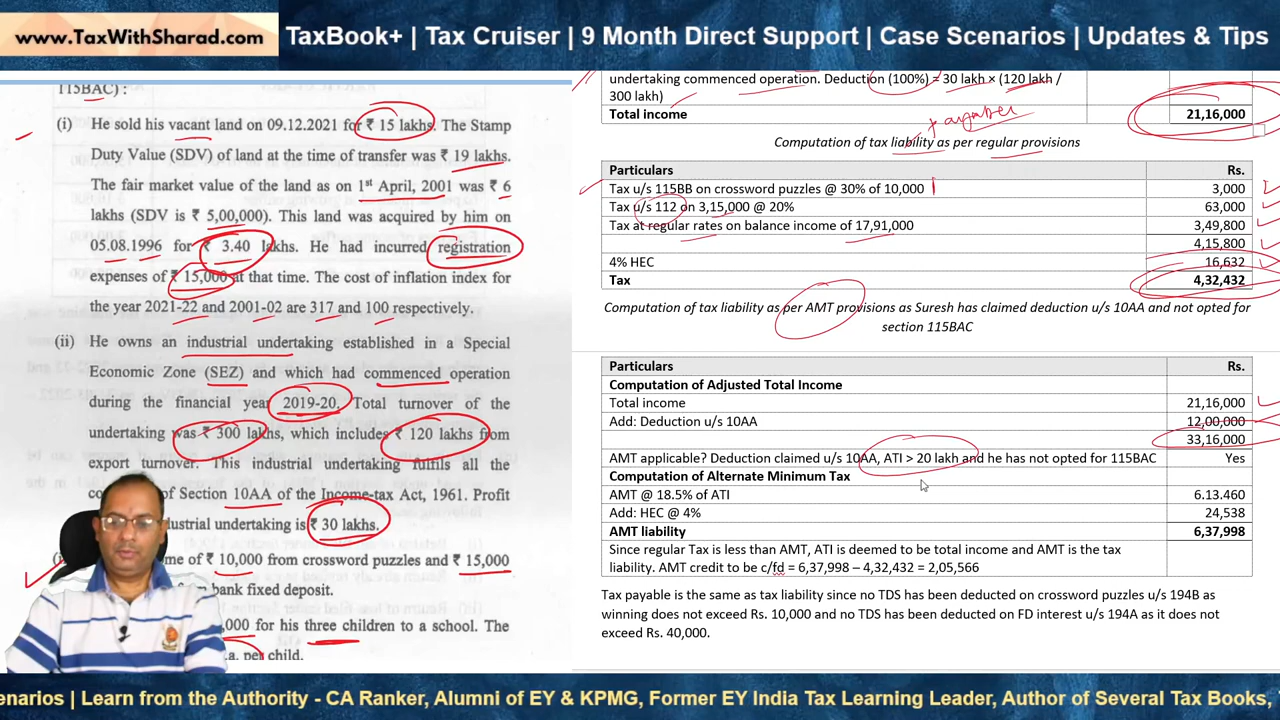 www.TaxWithSharad.com
TaxBook+ | Tax Cruiser | 9 Month Direct Support | Case Scenarios | Updates & Tips
115BAC) :
(i) He sold his vacant land on 09.12.2021 for ₹ 15 lakhs. The Stamp
Duty Value (SDV) of land at the time of transfer was ₹ 19 lakhs.
The fair market value of the land as on 1st April, 2001 was ₹ 6
lakhs (SDV is ₹ 5,00,000). This land was acquired by him on
05.08.1996 for ₹ 3.40 lakhs. He had incurred registration
expenses of ₹ 15,000 at that time. The cost of inflation index for
the year 2021-22 and 2001-02 are 317 and 100 respectively.
(ii) He owns an industrial undertaking established in a Special
Economic Zone (SEZ) and which had commenced operation
during the financial year 2019-20. Total turnover of the
undertaking was ₹ 300 lakhs, which includes ₹ 120 lakhs from
export turnover. This industrial undertaking fulfils all the
of Section 10AA of the Income-tax Act, 1961. Profit
industrial undertaking is ₹ 30 lakhs.
of ₹ 10,000 from crossword puzzles and ₹ 15,000
bank fixed deposit.
for his three children to a school. The
p.a. per child.
undertaking commenced operation. Deduction (100%) = 30 lakh × (120 lakh /
300 lakh)
Total income 21,16,000
Computation of tax liability as per regular provisions
Particulars Rs.
Tax u/s 115BB on crossword puzzles @ 30% of 10,000 3,000
Tax u/s 112 on 3,15,000 @ 20% 63,000
Tax at regular rates on balance income of 17,91,000 3,49,800
4,15,800
4% HEC 16,632
Tax 4,32,432
Computation of tax liability as per AMT provisions as Suresh has claimed deduction u/s 10AA and not opted for
section 115BAC
Particulars Rs.
Computation of Adjusted Total Income
Total income 21,16,000
Add: Deduction u/s 10AA 12,00,000
33,16,000
AMT applicable? Deduction claimed u/s 10AA, ATI > 20 lakh and he has not opted for 115BAC Yes
Computation of Alternate Minimum Tax
AMT @ 18.5% of ATI 6.13.460
Add: HEC @ 4% 24,538
AMT liability 6,37,998
Since regular Tax is less than AMT, ATI is deemed to be total income and AMT is the tax
liability. AMT credit to be c/fd = 6,37,998 – 4,32,432 = 2,05,566
Tax payable is the same as tax liability since no TDS has been deducted on crossword puzzles u/s 194B as
winning does not exceed Rs. 10,000 and no TDS has been deducted on FD interest u/s 194A as it does not
exceed Rs. 40,000.
enarios | Learn from the Authority - CA Ranker, Alumni of EY & KPMG, Former EY India Tax Learning Leader, Author of Several Tax Books,